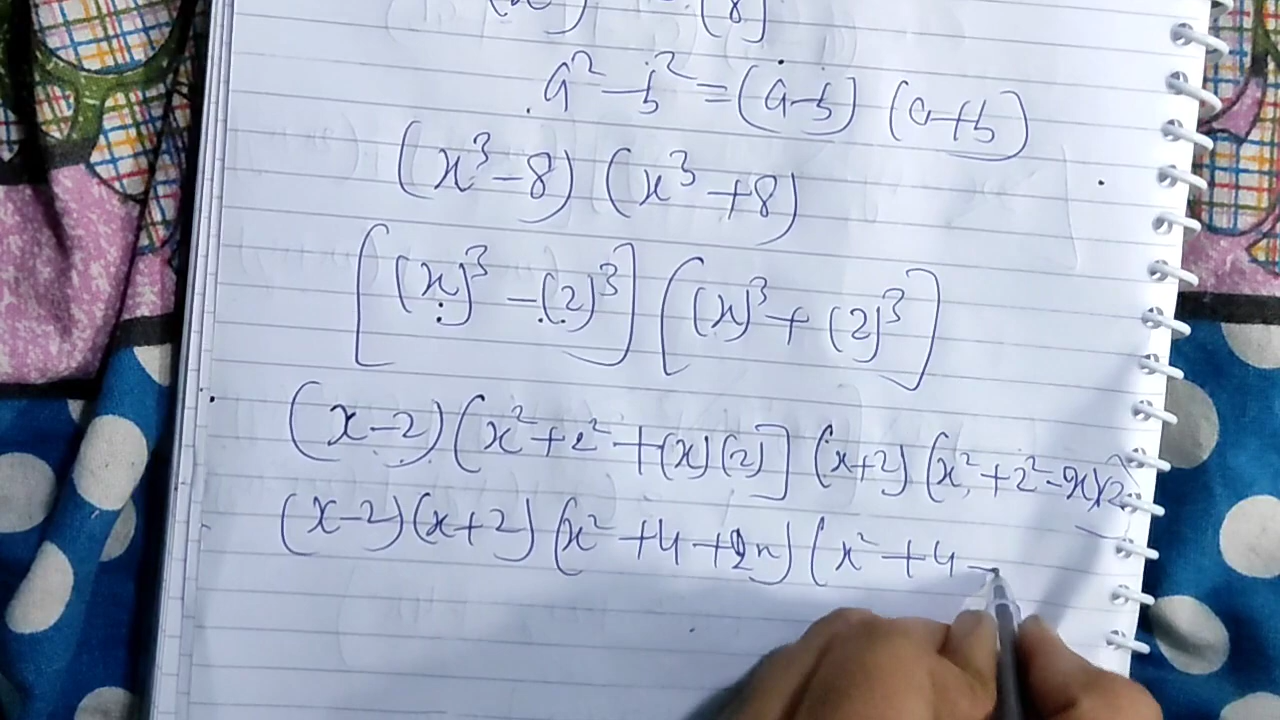 a² - b² = (a-b) (a+b)
(x³ - 8) (x³ + 8)
[(x)³ - (2)³] [(x)³ + (2)³]
(x-2) (x² + 2² + (x)(2)] (x+2) (x² + 2² - x)(2)
(x-2)(x+2) (x² + 4 + 2x) (x² + 4 -